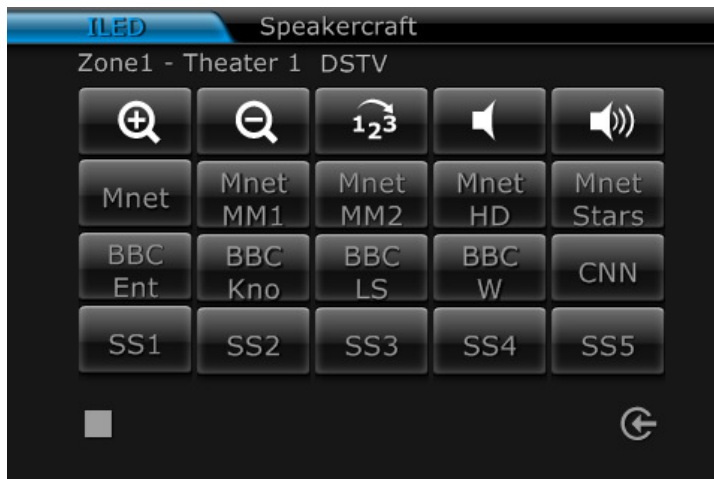 ILED Speakercraft
Zone1 - Theater 1 DSTV
123
Mnet Mnet MM1 Mnet MM2 Mnet HD Mnet Stars
BBC Ent BBC Kno BBC LS BBC W CNN
SS1 SS2 SS3 SS4 SS5